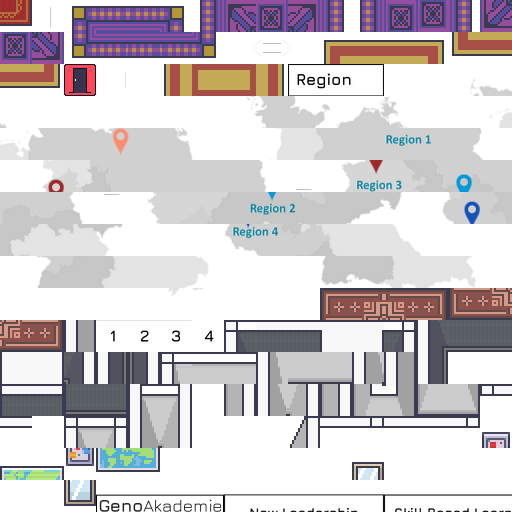 Region
Region 1
Region 3
Region 2
Region 4
1 2 3 4
GenoAkademie